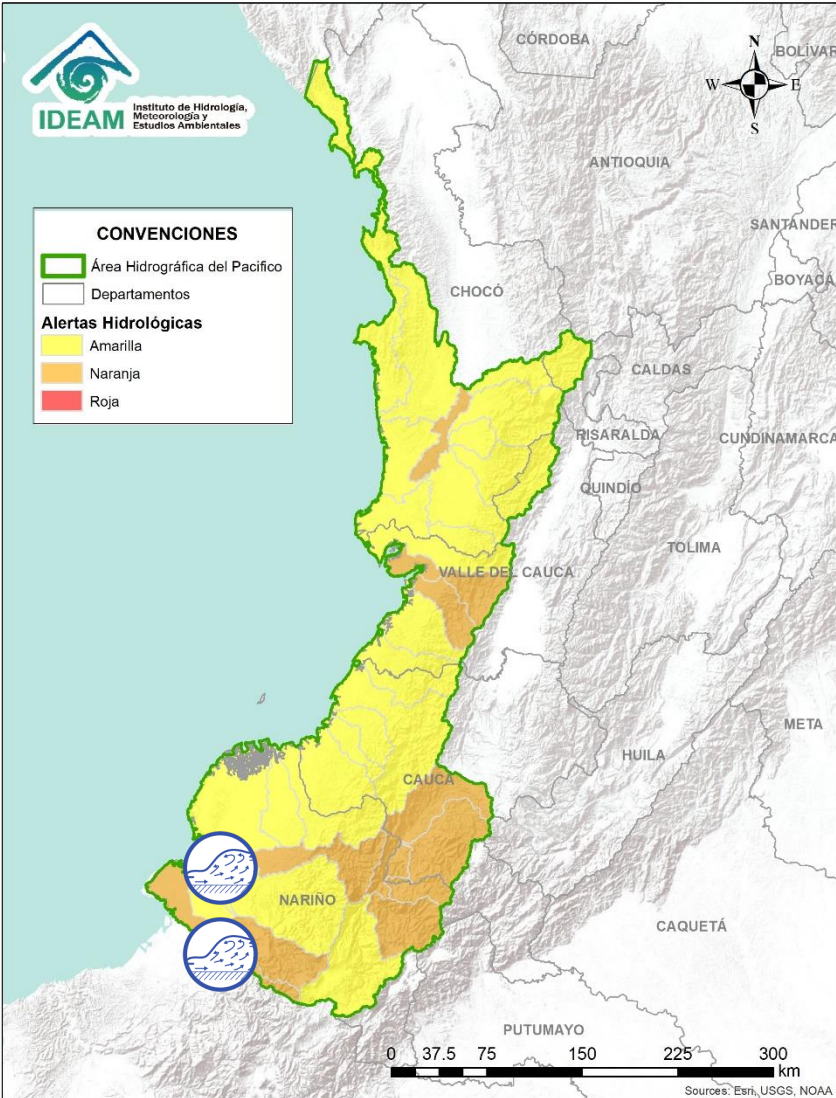 IDEAM
Instituto de Hidrología,
Meteorología y
Estudios Ambientales
CONVENCIONES
Área Hidrográfica del Pacifico
Departamentos
Alertas Hidrológicas
Amarilla
Naranja
Roja
N
W E
S
CÓRDOBA
BOLÍVAR
ANTIOQUIA
SANTANDER
BOYACÁ
CHOCÓ
CALDAS
RISARALDA
CUNDINAMARCA
QUINDÍO
TOLIMA
VALLE DEL CAUCA
META
HUILA
CAUCA
NARIÑO
CAQUETÁ
PUTUMAYO
0 37.5 75 150 225 300
km
Sources: Esri, USGS, NOAA